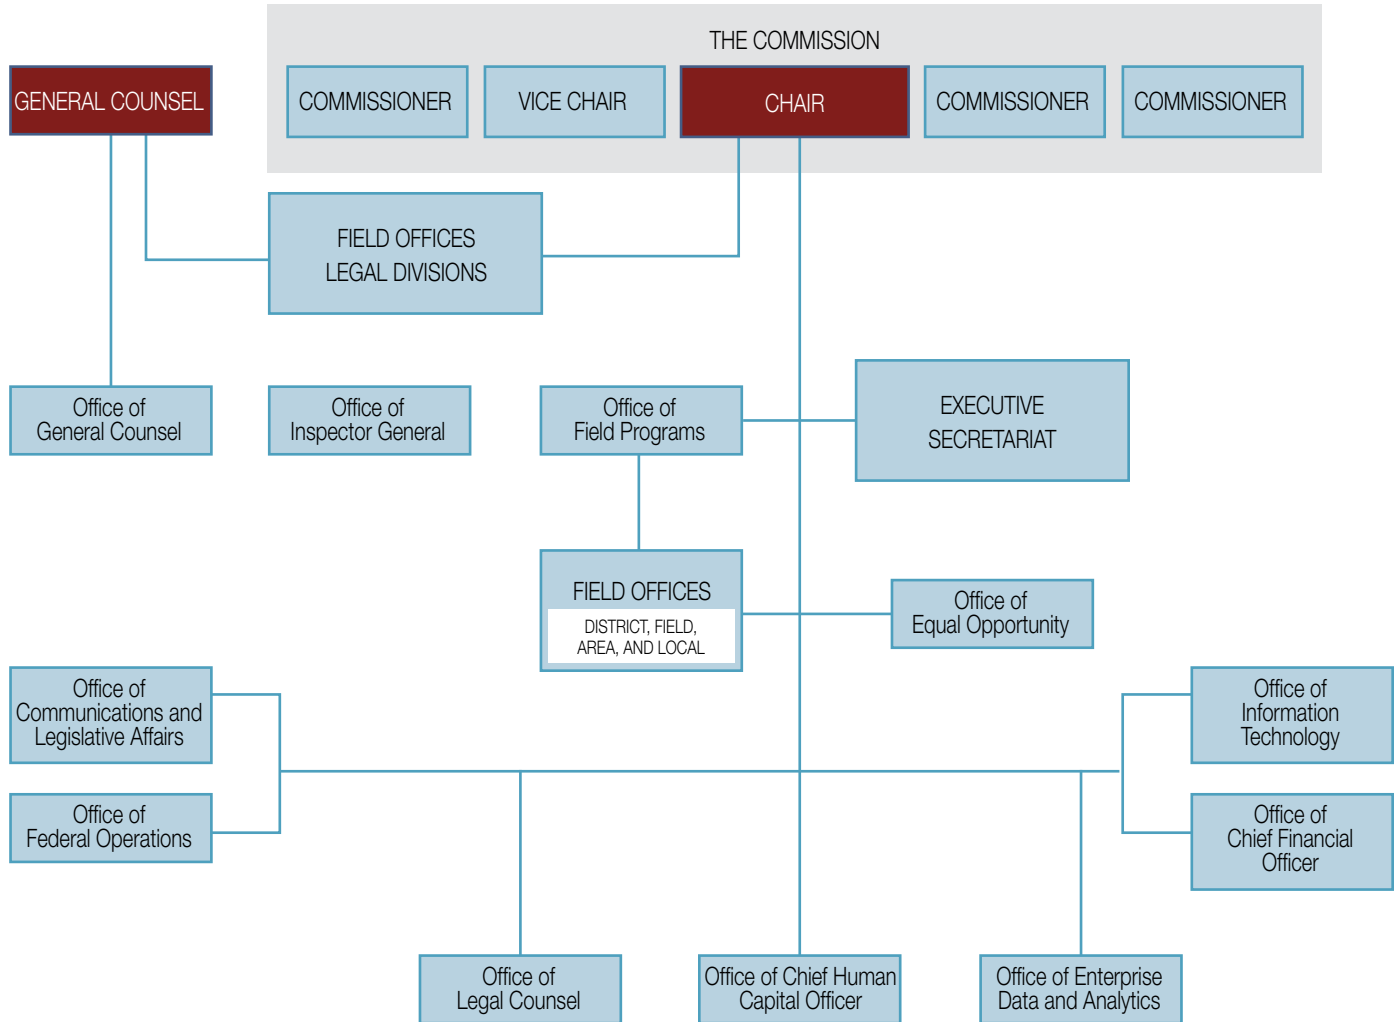 THE COMMISSION
GENERAL COUNSEL
COMMISSIONER
VICE CHAIR
CHAIR
COMMISSIONER
COMMISSIONER
FIELD OFFICES
LEGAL DIVISIONS
Office of
General Counsel
Office of
Inspector General
Office of
Field Programs
EXECUTIVE
SECRETARIAT
FIELD OFFICES
DISTRICT, FIELD,
AREA, AND LOCAL
Office of
Equal Opportunity
Office of
Communications and
Legislative Affairs
Office of
Information
Technology
Office of
Federal Operations
Office of
Chief Financial
Officer
Office of
Legal Counsel
Office of Chief Human
Capital Officer
Office of Enterprise
Data and Analytics